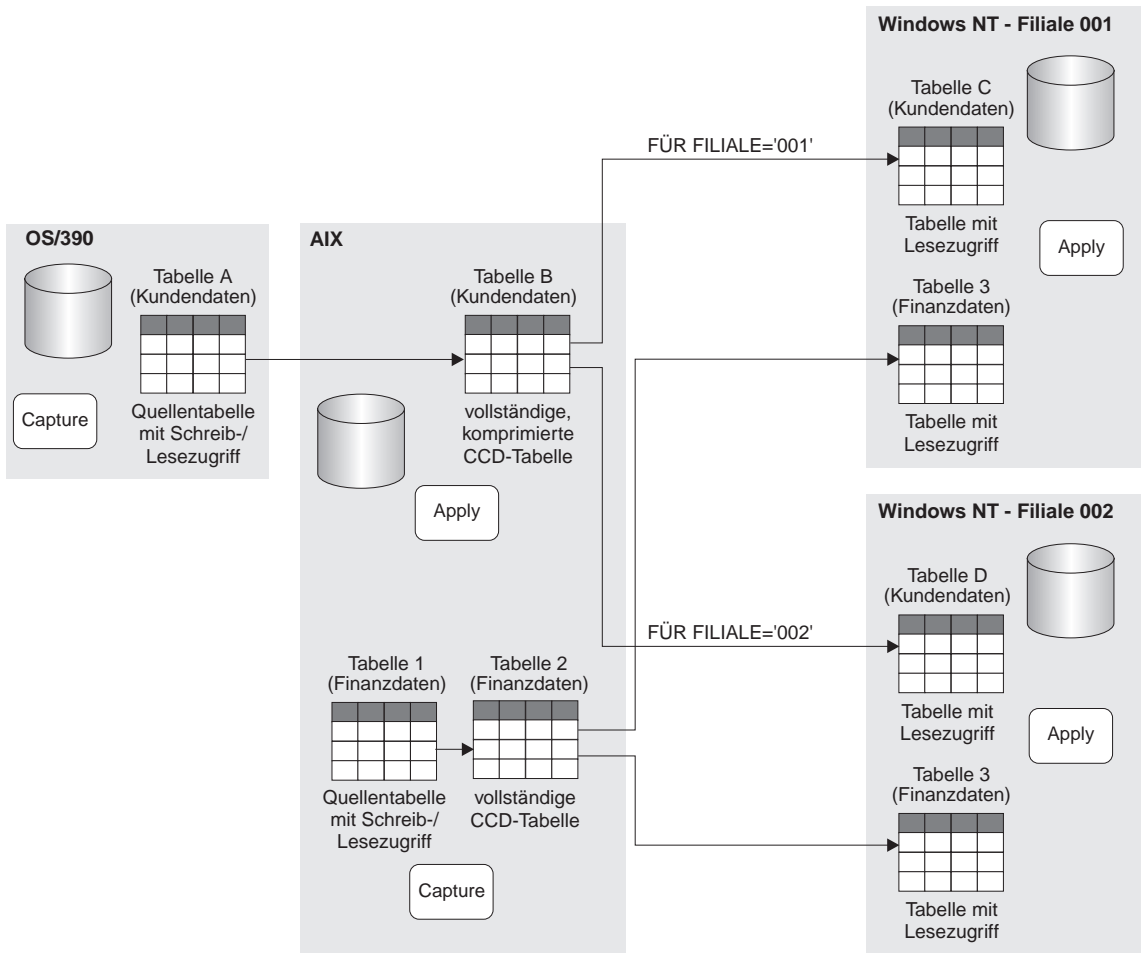 OS/390
Tabelle A
(Kundendaten)
Capture
Quellentabelle
mit Schreib-/
Lesezugriff
AIX
Tabelle B
(Kundendaten)
vollständige,
komprimierte
CCD-Tabelle
Apply
Tabelle 1
(Finanzdaten)
Quellentabelle
mit Schreib-/
Lesezugriff
Tabelle 2
(Finanzdaten)
vollständige
CCD-Tabelle
Capture
FÜR FILIALE='001'
FÜR FILIALE='002'
Windows NT - Filiale 001
Tabelle C
(Kundendaten)
Tabelle mit
Lesezugriff
Apply
Tabelle 3
(Finanzdaten)
Tabelle mit
Lesezugriff
Windows NT - Filiale 002
Tabelle D
(Kundendaten)
Tabelle mit
Lesezugriff
Apply
Tabelle 3
(Finanzdaten)
Tabelle mit
Lesezugriff